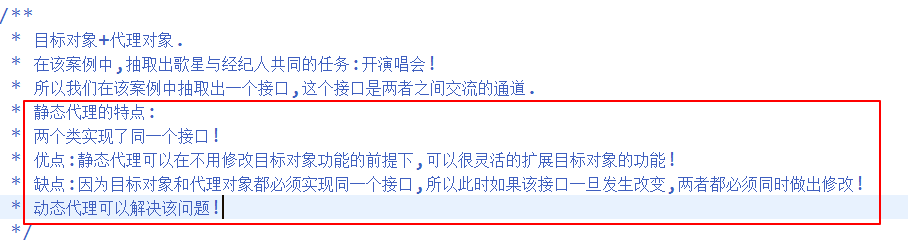 /**
* 目标对象+代理对象.
* 在该案例中,抽取出歌星与经纪人共同的任务:开演唱会!
* 所以我们在该案例中抽取出一个接口,这个接口是两者之间交流的通道.
* 静态代理的特点:
* 两个类实现了同一个接口!
* 优点:静态代理可以在不用修改目标对象功能的前提下,可以很灵活的扩展目标对象的功能!
* 缺点:因为目标对象和代理对象都必须实现同一个接口,所以此时如果该接口一旦发生改变,两者都必须同时做出修改!
* 动态代理可以解决该问题!
*/